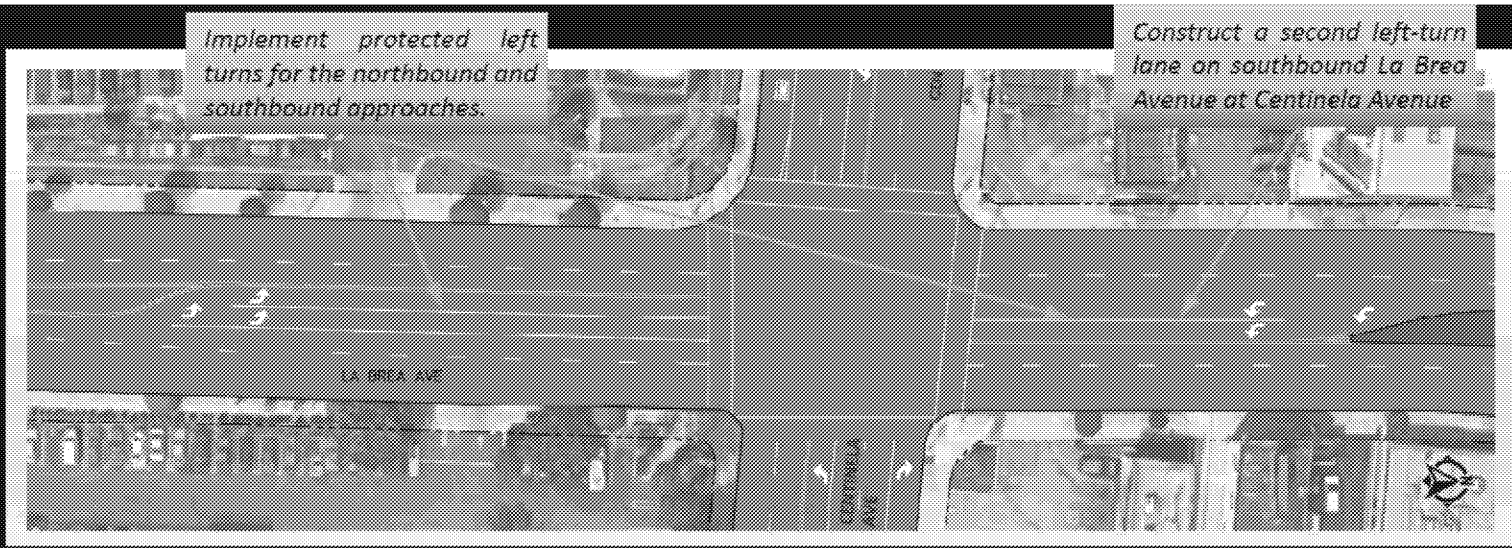 Implement protected left
turns for the northbound and
southbound approaches.
Construct a second left-turn
lane on southbound La Brea
Avenue at Centinela Avenue
LA BREA AVE
CENTINELA
AVE